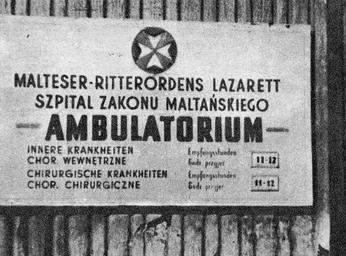 MALTESER-RITTERORDENS LAZARETT
SZPITAL ZAKONU MALTAŃSKIEGO
AMBULATORIUM
INNERE KRANKHEITEN
CHOR. WEWNĘTRZNE
Empfangsstunden
Godz. przyjęć
11-12
CHIRURGISCHE KRANKHEITEN
CHOR. CHIRURGICZNE
Empfangsstunden
Godz. przyjęć
11-12